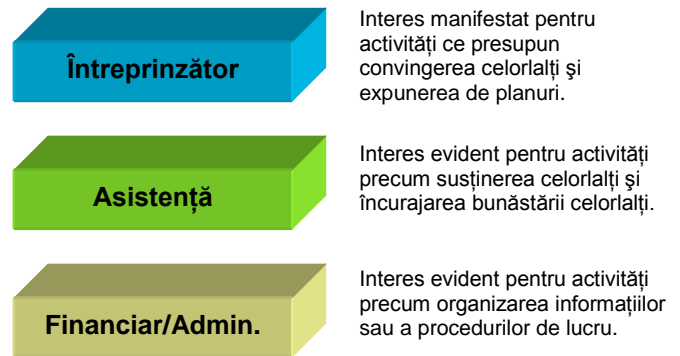 Întreprinzător
Interes manifestat pentru
activități ce presupun
convingerea celorlalți şi
expunerea de planuri.
Asistență
Interes evident pentru activități
precum susținerea celorlalți şi
încurajarea bunăstării celorlalți.
Financiar/Admin.
Interes evident pentru activități
precum organizarea informațiilor
sau a procedurilor de lucru.